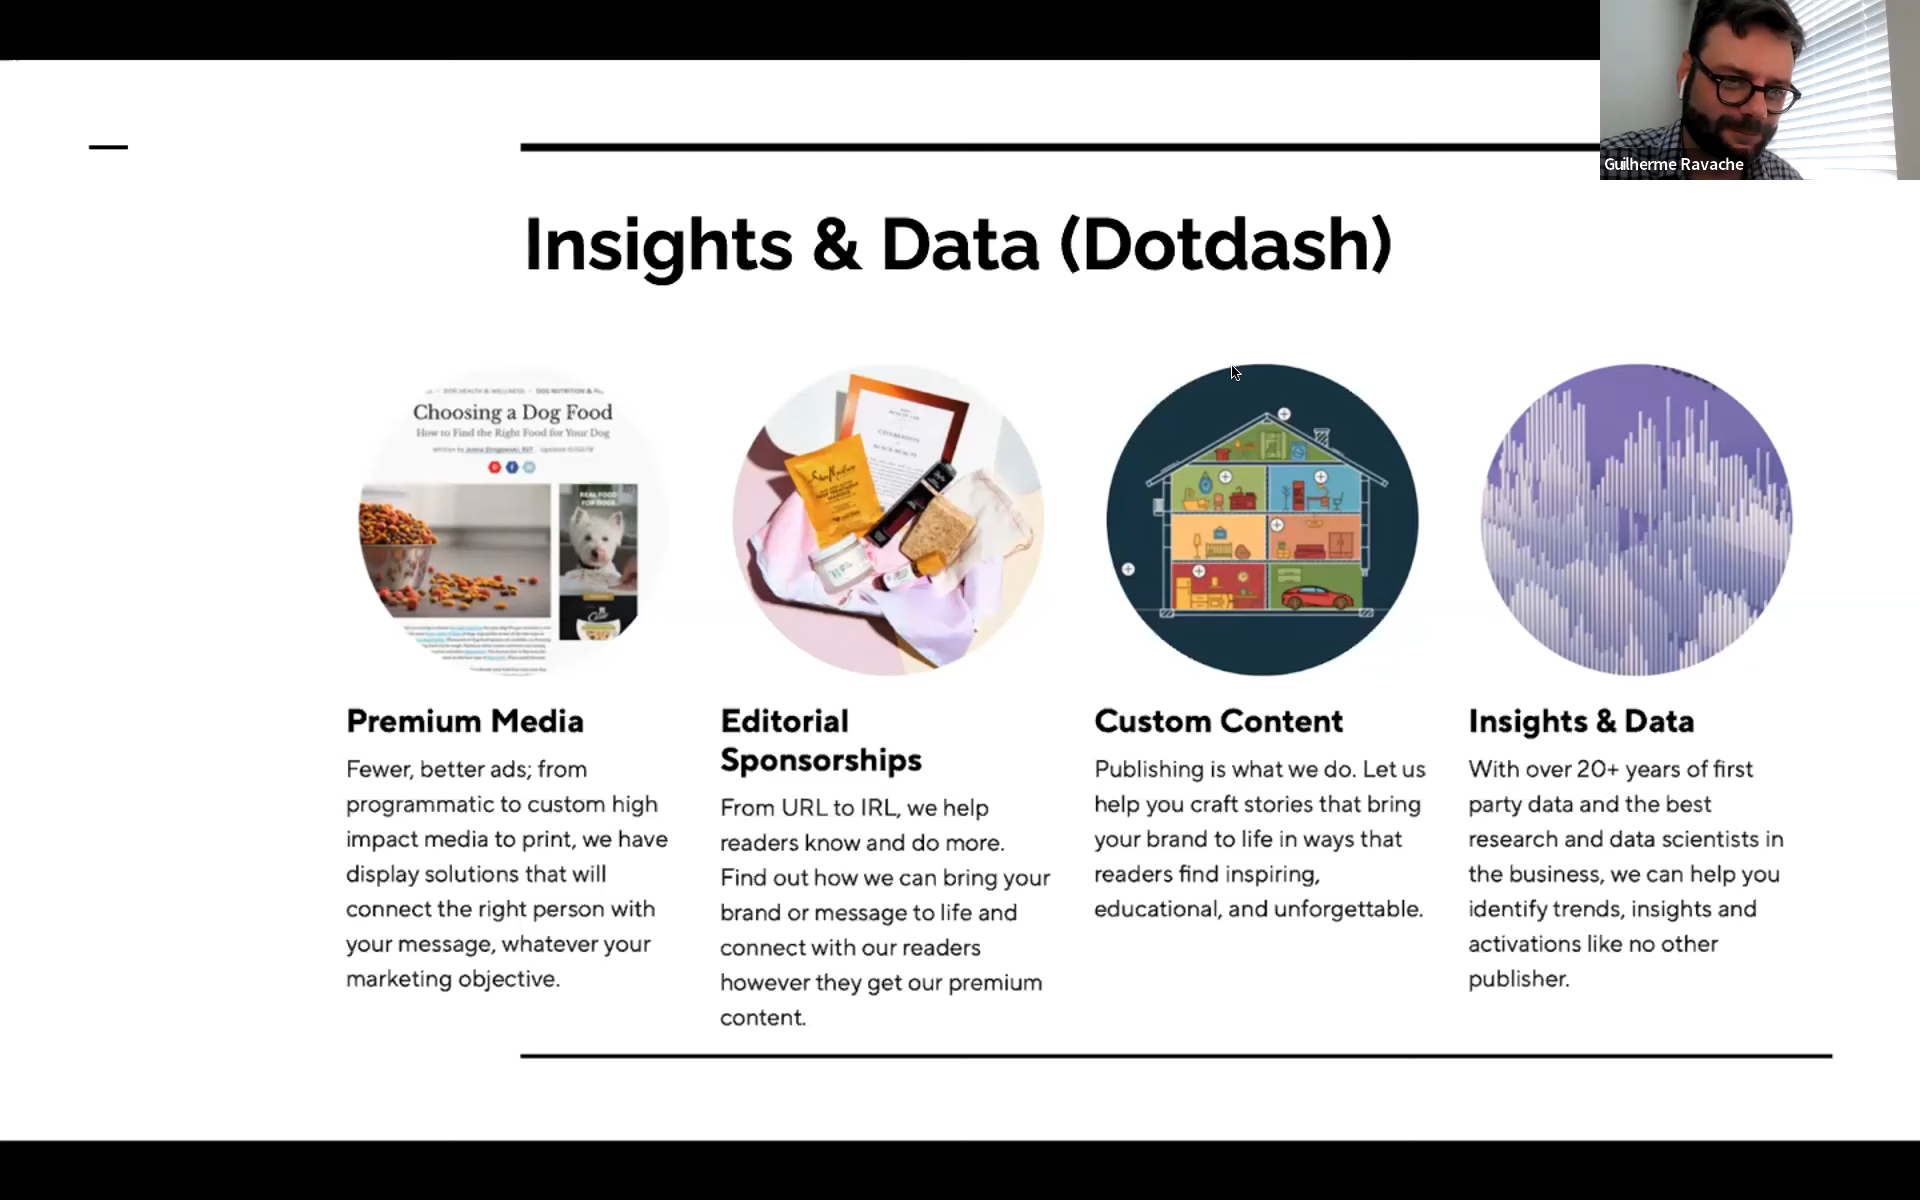 Guilherme Ravache
Insights & Data (Dotdash)
Choosing a Dog Food
How to Find the Right Food for Your Dog
REAL FOOD
FOR DOGS
Premium Media
Fewer, better ads; from
programmatic to custom high
impact media to print, we have
display solutions that will
connect the right person with
your message, whatever your
marketing objective.
Editorial
Sponsorships
From URL to IRL, we help
readers know and do more.
Find out how we can bring your
brand or message to life and
connect with our readers
however they get our premium
content.
Custom Content
Publishing is what we do. Let us
help you craft stories that bring
your brand to life in ways that
readers find inspiring,
educational, and unforgettable.
Insights & Data
With over 20+ years of first
party data and the best
research and data scientists in
the business, we can help you
identify trends, insights and
activations like no other
publisher.